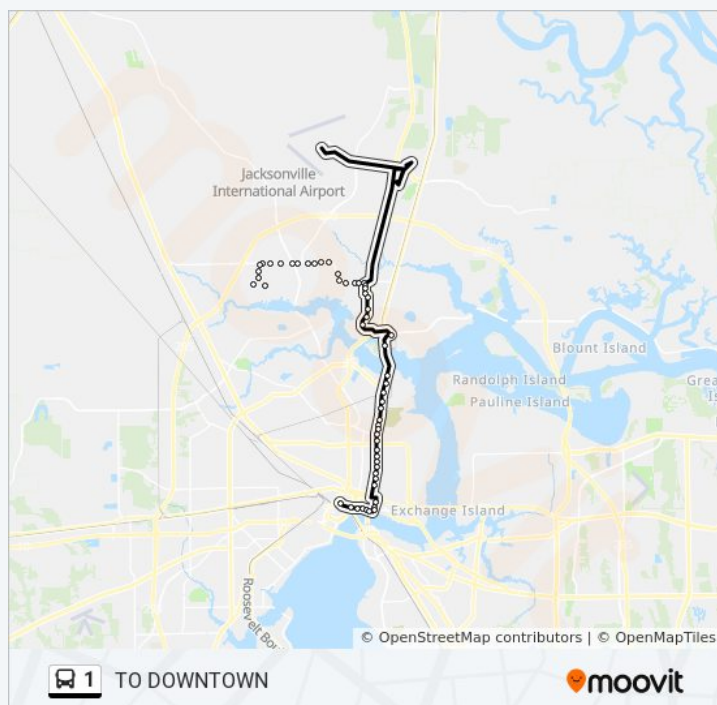 Jacksonville
International Airport
Blount Island
Randolph Island
Pauline Island
Grea
Exchange Island
Roosevelt Bo
© OpenStreetMap contributors | © OpenMapTiles
1 TO DOWNTOWN
moovit